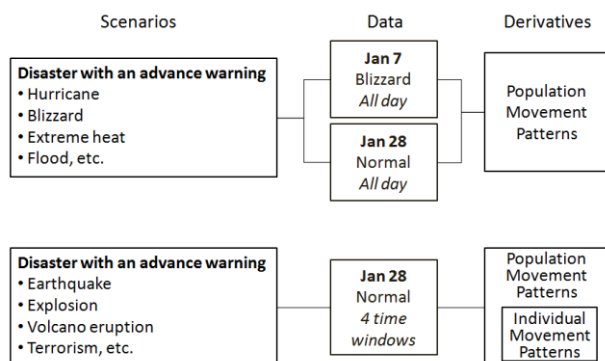 Scenarios
Data
Derivatives
Disaster with an advance warning
• Hurricane
• Blizzard
• Extreme heat
• Flood, etc.
Jan 7
Blizzard
All day
Jan 28
Normal
All day
Population
Movement
Patterns
Disaster with an advance warning
• Earthquake
• Explosion
• Volcano eruption
• Terrorism, etc.
Jan 28
Normal
4 time
windows
Population
Movement
Patterns
Individual
Movement
Patterns